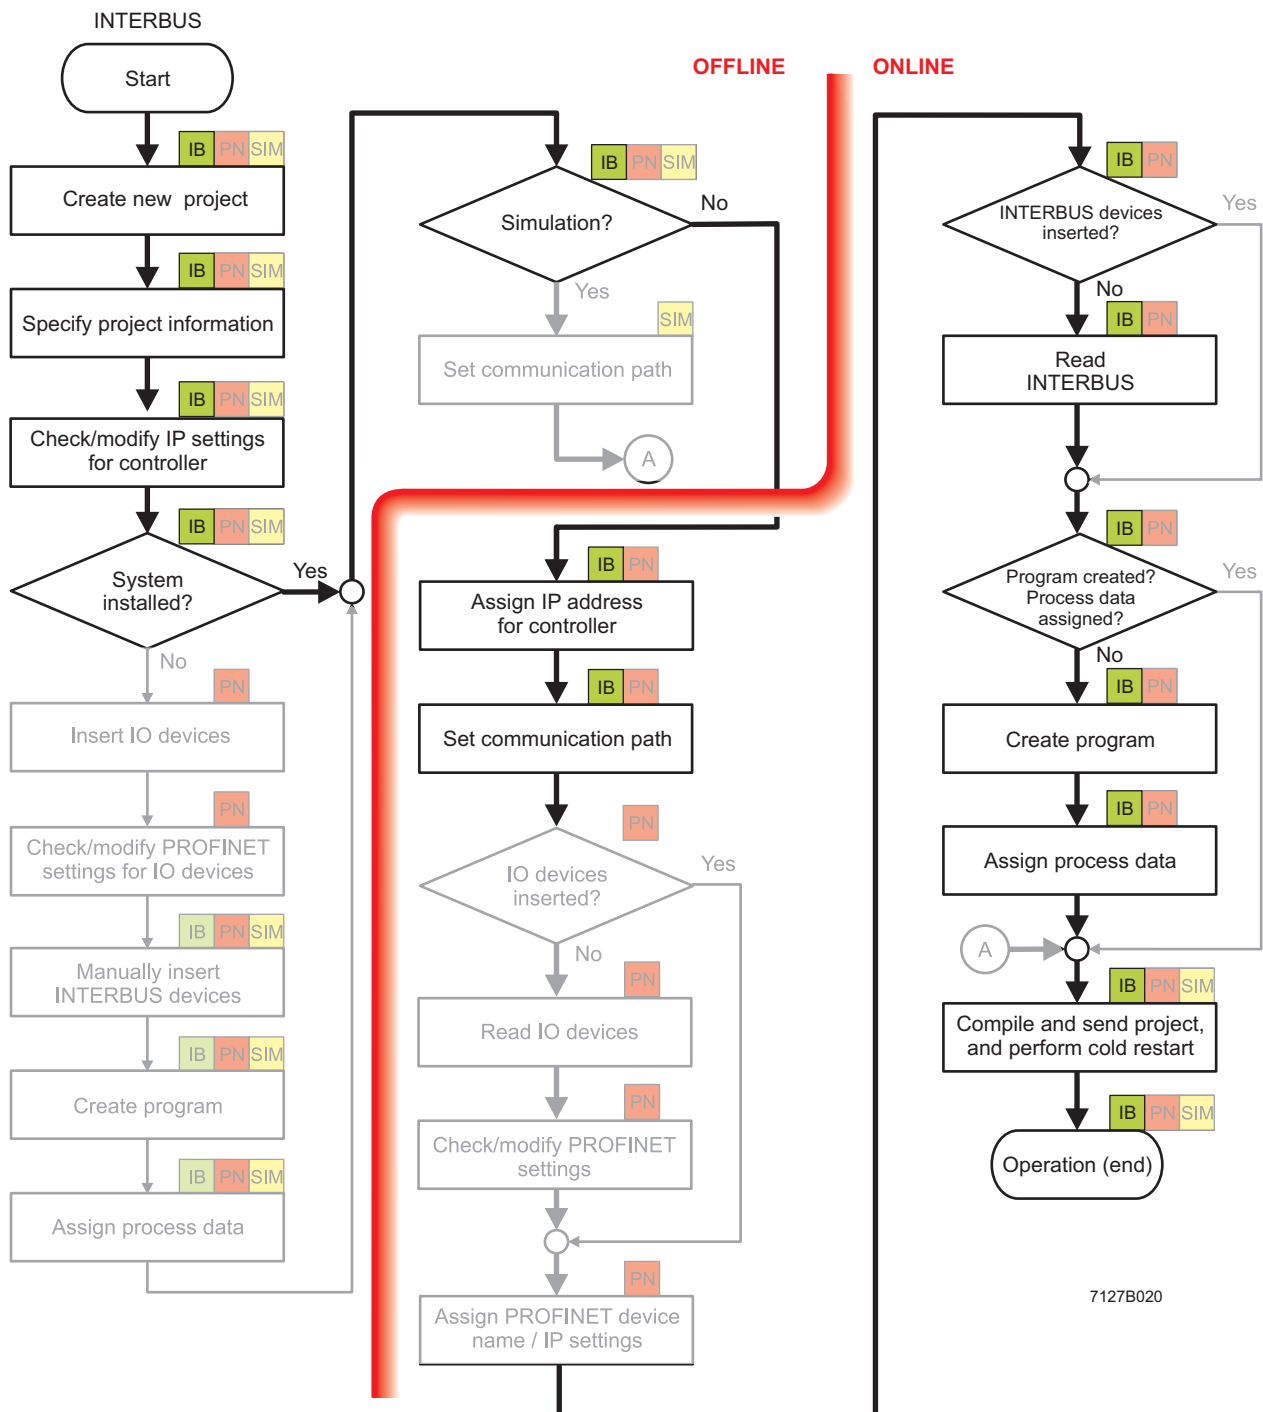 INTERBUS
Start
IB PN SIM
Create new project
IB PN SIM
Specify project information
IB PN SIM
Check/modify IP settings
for controller
IB PN SIM
System
installed?
Yes
No
PN
Insert IO devices
PN
Check/modify PROFINET
settings for IO devices
IB PN SIM
Manually insert
INTERBUS devices
IB PN SIM
Create program
IB PN SIM
Assign process data
OFFLINE
ONLINE
IB PN SIM
Simulation?
No
Yes
SIM
Set communication path
A
IB PN
Assign IP address
for controller
IB PN
Set communication path
PN
IO devices
inserted?
Yes
No
PN
Read IO devices
PN
Check/modify PROFINET
settings
PN
Assign PROFINET device
name / IP settings
IB PN
INTERBUS devices
inserted?
Yes
No
IB PN
Read
INTERBUS
IB PN
Program created?
Process data
assigned?
Yes
No
IB PN
Create program
IB PN
Assign process data
A
IB PN SIM
Compile and send project,
and perform cold restart
IB PN SIM
Operation (end)
7127B020